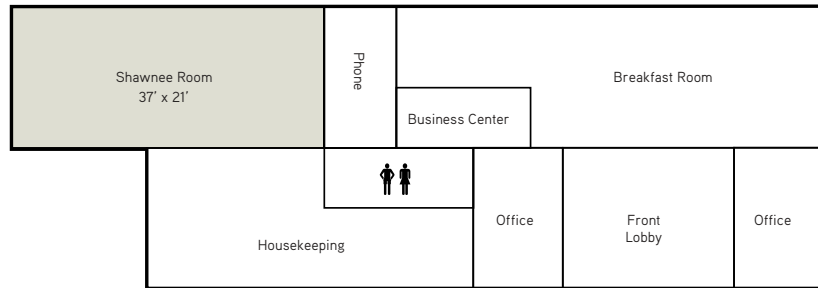 Shawnee Room
37' x 21'
Phone
Breakfast Room
Business Center
Office
Front
Lobby
Office
Housekeeping